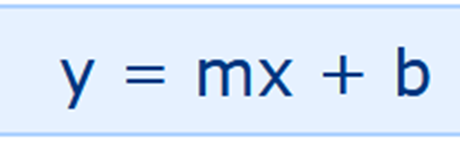 y = mx + b